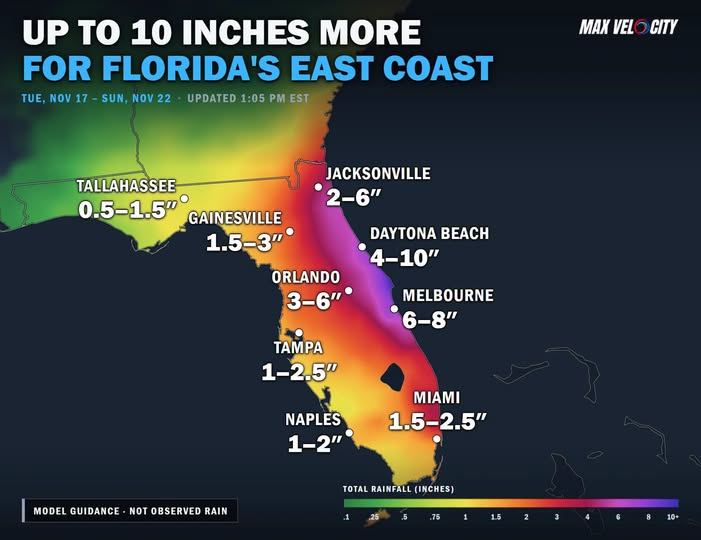 UP TO 10 INCHES MORE
FOR FLORIDA'S EAST COAST
MAX VELOCITY
TUE, NOV 17 – SUN, NOV 22 · UPDATED 1:05 PM EST
JACKSONVILLE
2–6"
TALLAHASSEE
0.5–1.5"
GAINESVILLE
1.5–3"
DAYTONA BEACH
4–10"
ORLANDO
3–6"
MELBOURNE
6–8"
TAMPA
1–2.5"
MIAMI
1.5–2.5"
NAPLES
1–2"
TOTAL RAINFALL (INCHES)
.1 .25 .5 .75 1 1.5 2 3 4 6 8 10+
MODEL GUIDANCE · NOT OBSERVED RAIN